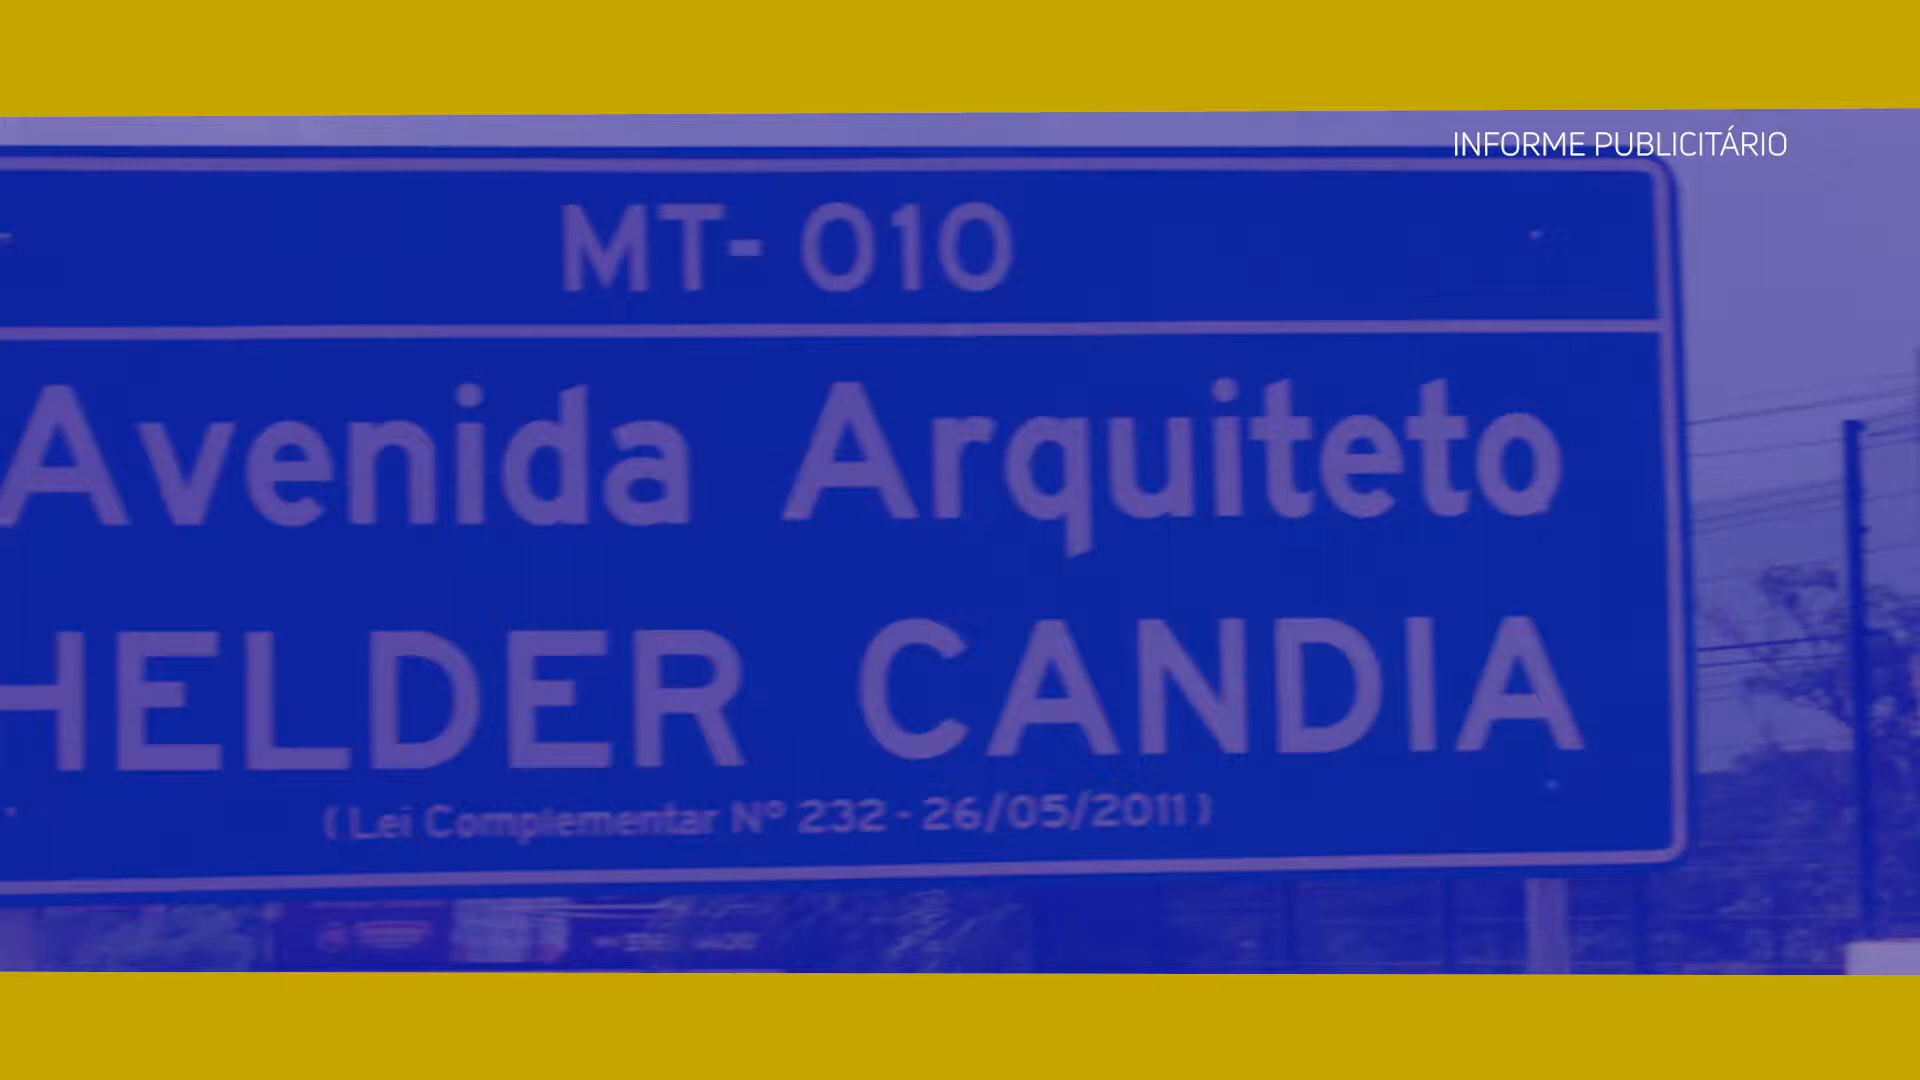 INFORME PUBLICITÁRIO
MT- 010
Avenida Arquiteto
HELDER CANDIA
( Lei Complementar Nº 232 - 26/05/2011 )